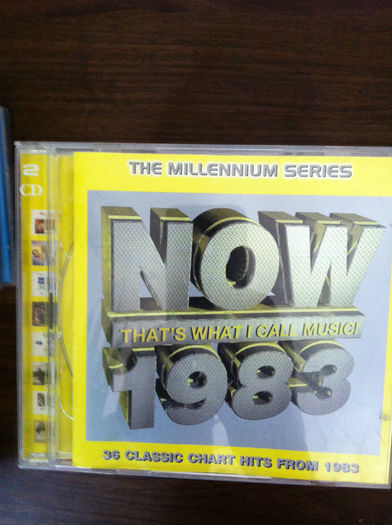 2
CD
THE MILLENNIUM SERIES
NOW
THAT'S WHAT I CALL MUSIC!
1983
36 CLASSIC CHART HITS FROM 1983